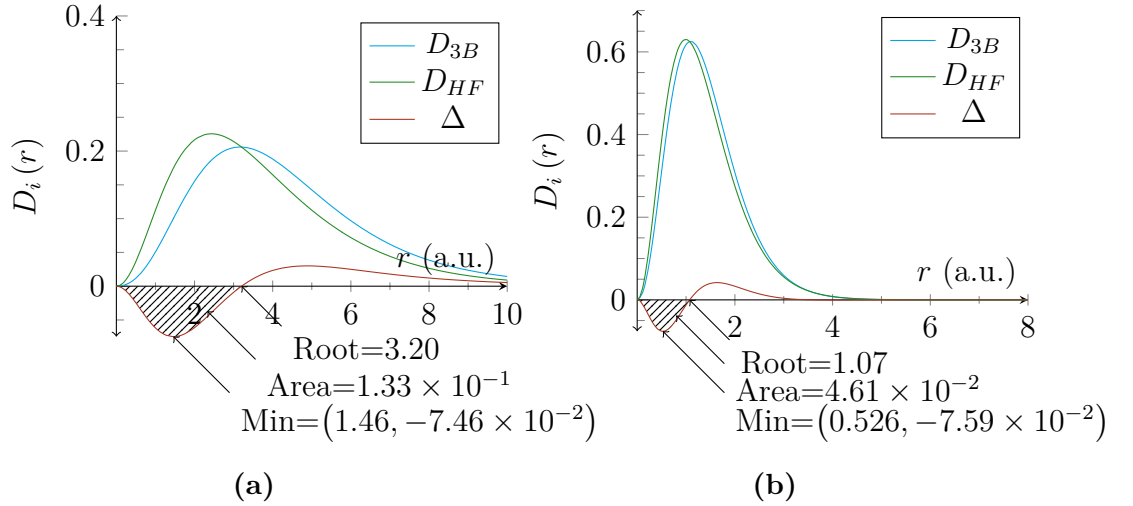 0.4
0.2
0
D_i (r)
D_{3B}
D_{HF}
Δ
r (a.u.)
2
4
6
8
10
Root=3.20
Area=1.33 × 10^{-1}
Min=(1.46, −7.46 × 10^{-2})
(a)
0.6
0.4
0.2
0
D_i (r)
D_{3B}
D_{HF}
Δ
r (a.u.)
2
4
6
8
Root=1.07
Area=4.61 × 10^{-2}
Min=(0.526, −7.59 × 10^{-2})
(b)